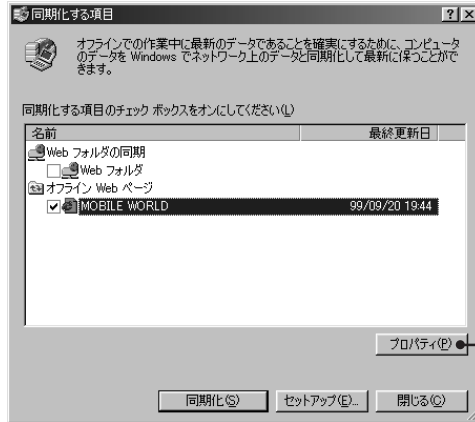 同期化する項目
オフラインでの作業中に最新のデータであることを確実にするために、コンピュータ
のデータを Windows でネットワーク上のデータと同期化して最新に保つことがで
きます。
同期化する項目のチェック ボックスをオンにしてください(L)
名前 最終更新日
Web フォルダの同期
Web フォルダ
オフライン Web ページ
MOBILE WORLD 99/09/20 19:44
プロパティ(P)
同期化(S) セットアップ(E)... 閉じる(C)